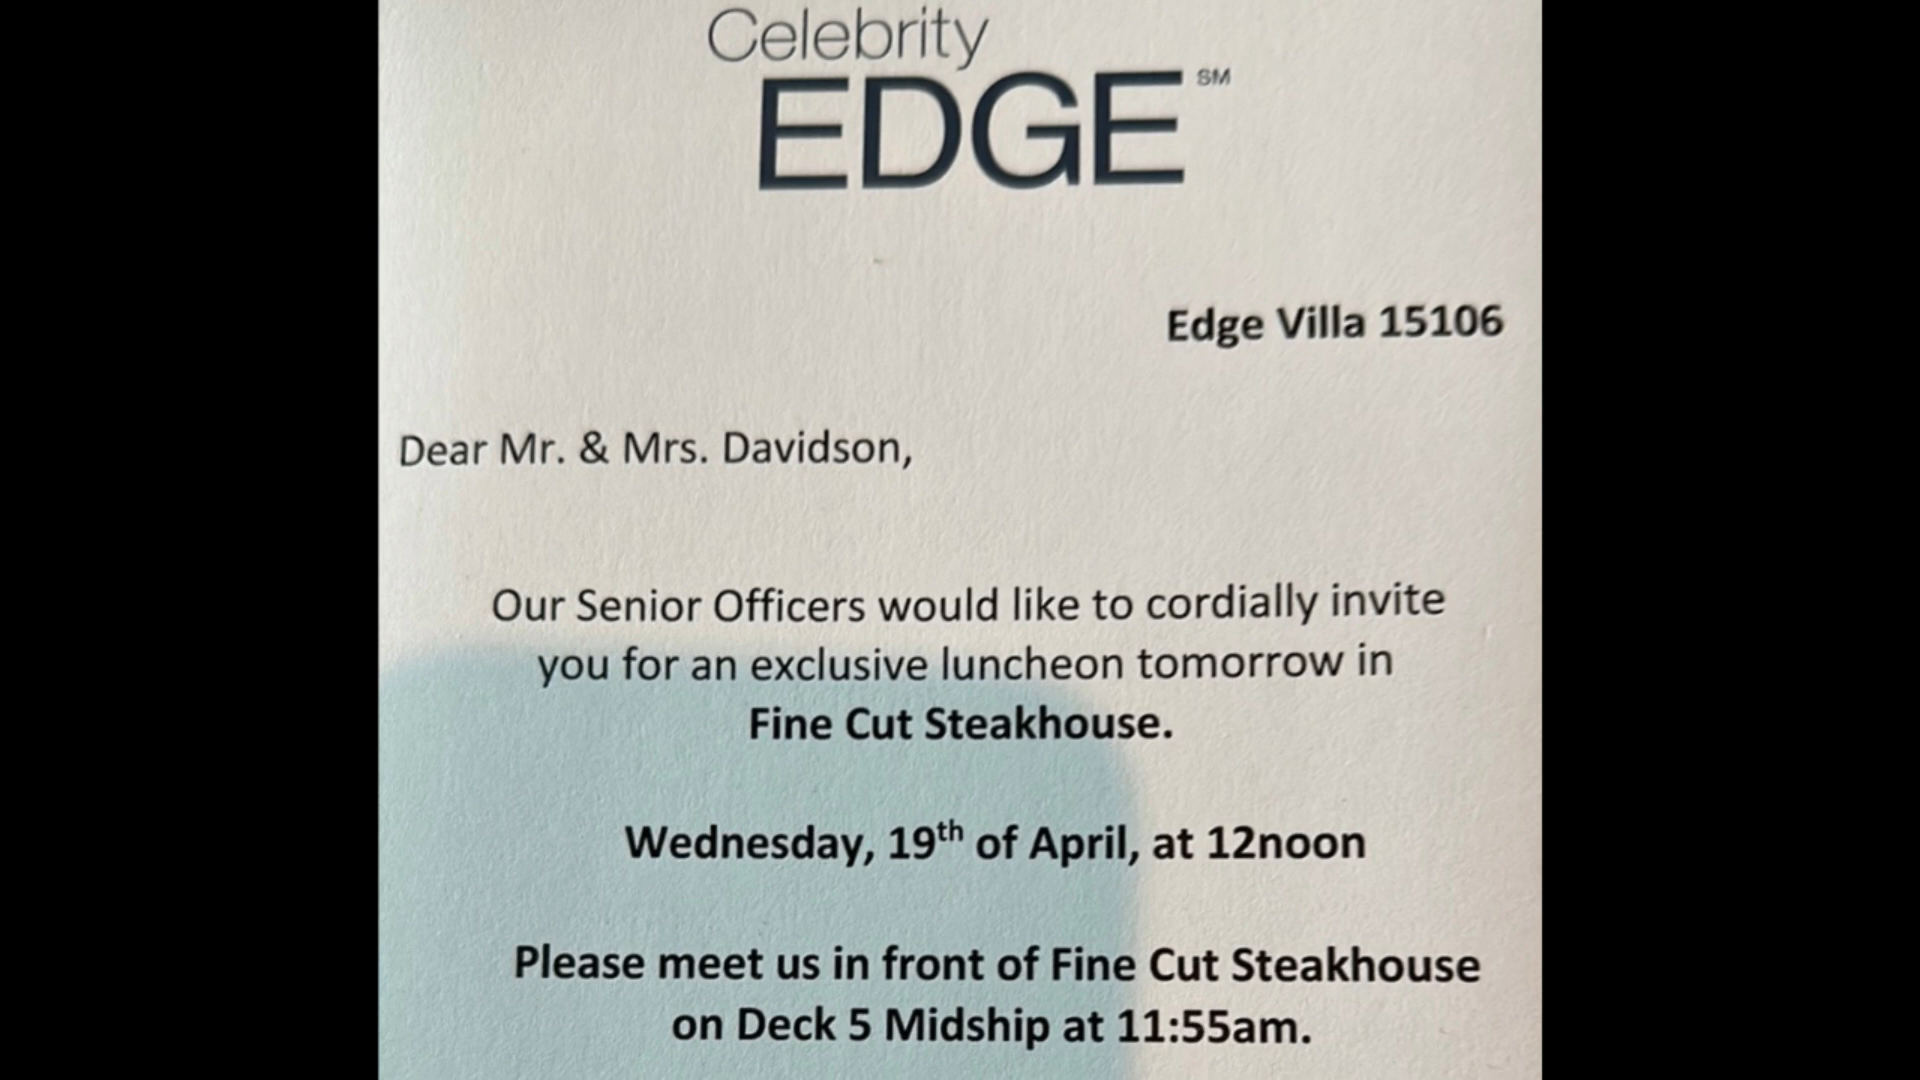 Celebrity
EDGE℠
Edge Villa 15106
Dear Mr. & Mrs. Davidson,
Our Senior Officers would like to cordially invite
you for an exclusive luncheon tomorrow in
Fine Cut Steakhouse.
Wednesday, 19th of April, at 12noon
Please meet us in front of Fine Cut Steakhouse
on Deck 5 Midship at 11:55am.